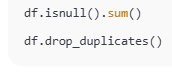 df.isnull().sum()
df.drop_duplicates()